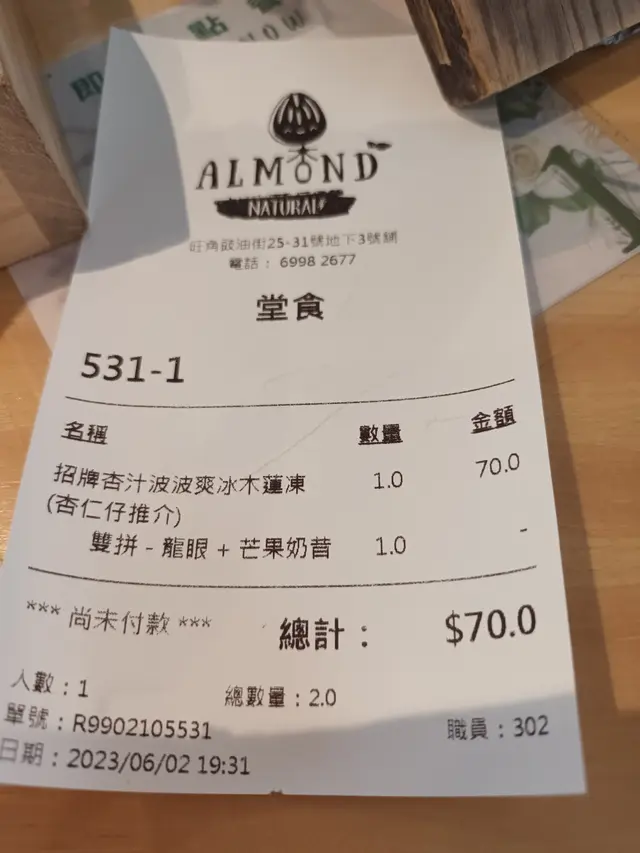 點
即
ALMOND
NATURAL
旺角豉油街25-31號地下3號舖
電話： 6998 2677
堂食
531-1
名稱 數量 金額
招牌杏汁波波爽冰木蓮凍 1.0 70.0
(杏仁仔推介)
雙拼 - 龍眼 + 芒果奶昔 1.0 -
*** 尚未付款 *** 總計： $70.0
人數：1 總數量：2.0
單號：R9902105531 職員：302
日期：2023/06/02 19:31